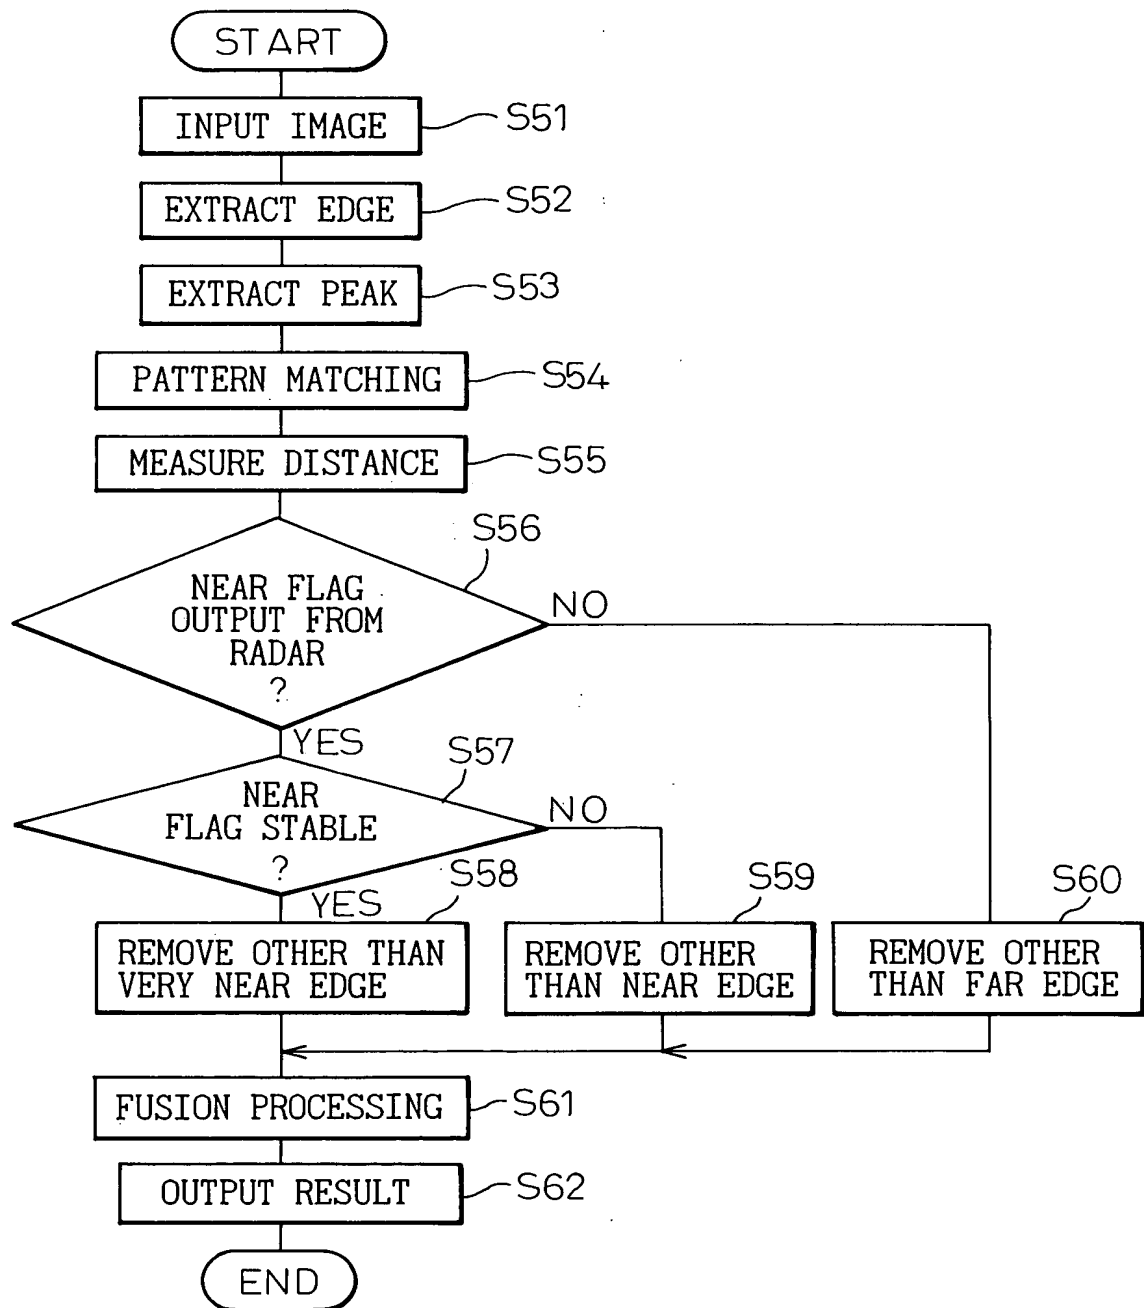 START
INPUT IMAGE
S51
EXTRACT EDGE
S52
EXTRACT PEAK
S53
PATTERN MATCHING
S54
MEASURE DISTANCE
S55
S56
NEAR FLAG
OUTPUT FROM
RADAR
?
NO
YES
S57
NEAR
FLAG STABLE
?
NO
YES
S58
REMOVE OTHER THAN
VERY NEAR EDGE
S59
REMOVE OTHER
THAN NEAR EDGE
S60
REMOVE OTHER
THAN FAR EDGE
FUSION PROCESSING
S61
OUTPUT RESULT
S62
END